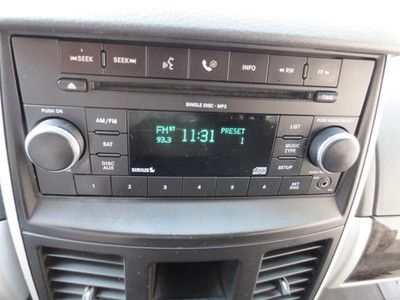 SEEK SEEK INFO RW FF
SINGLE DISC - MP3
TUNE
PUSH ON
PUSH AUDIO/SELECT
AM/FM
SAT
DISC AUX
FM ST 11:31 PRESET
93.3 1
SIRIUS
LIST
MUSIC TYPE
SETUP
1 2 3 4 5 6
SET RND